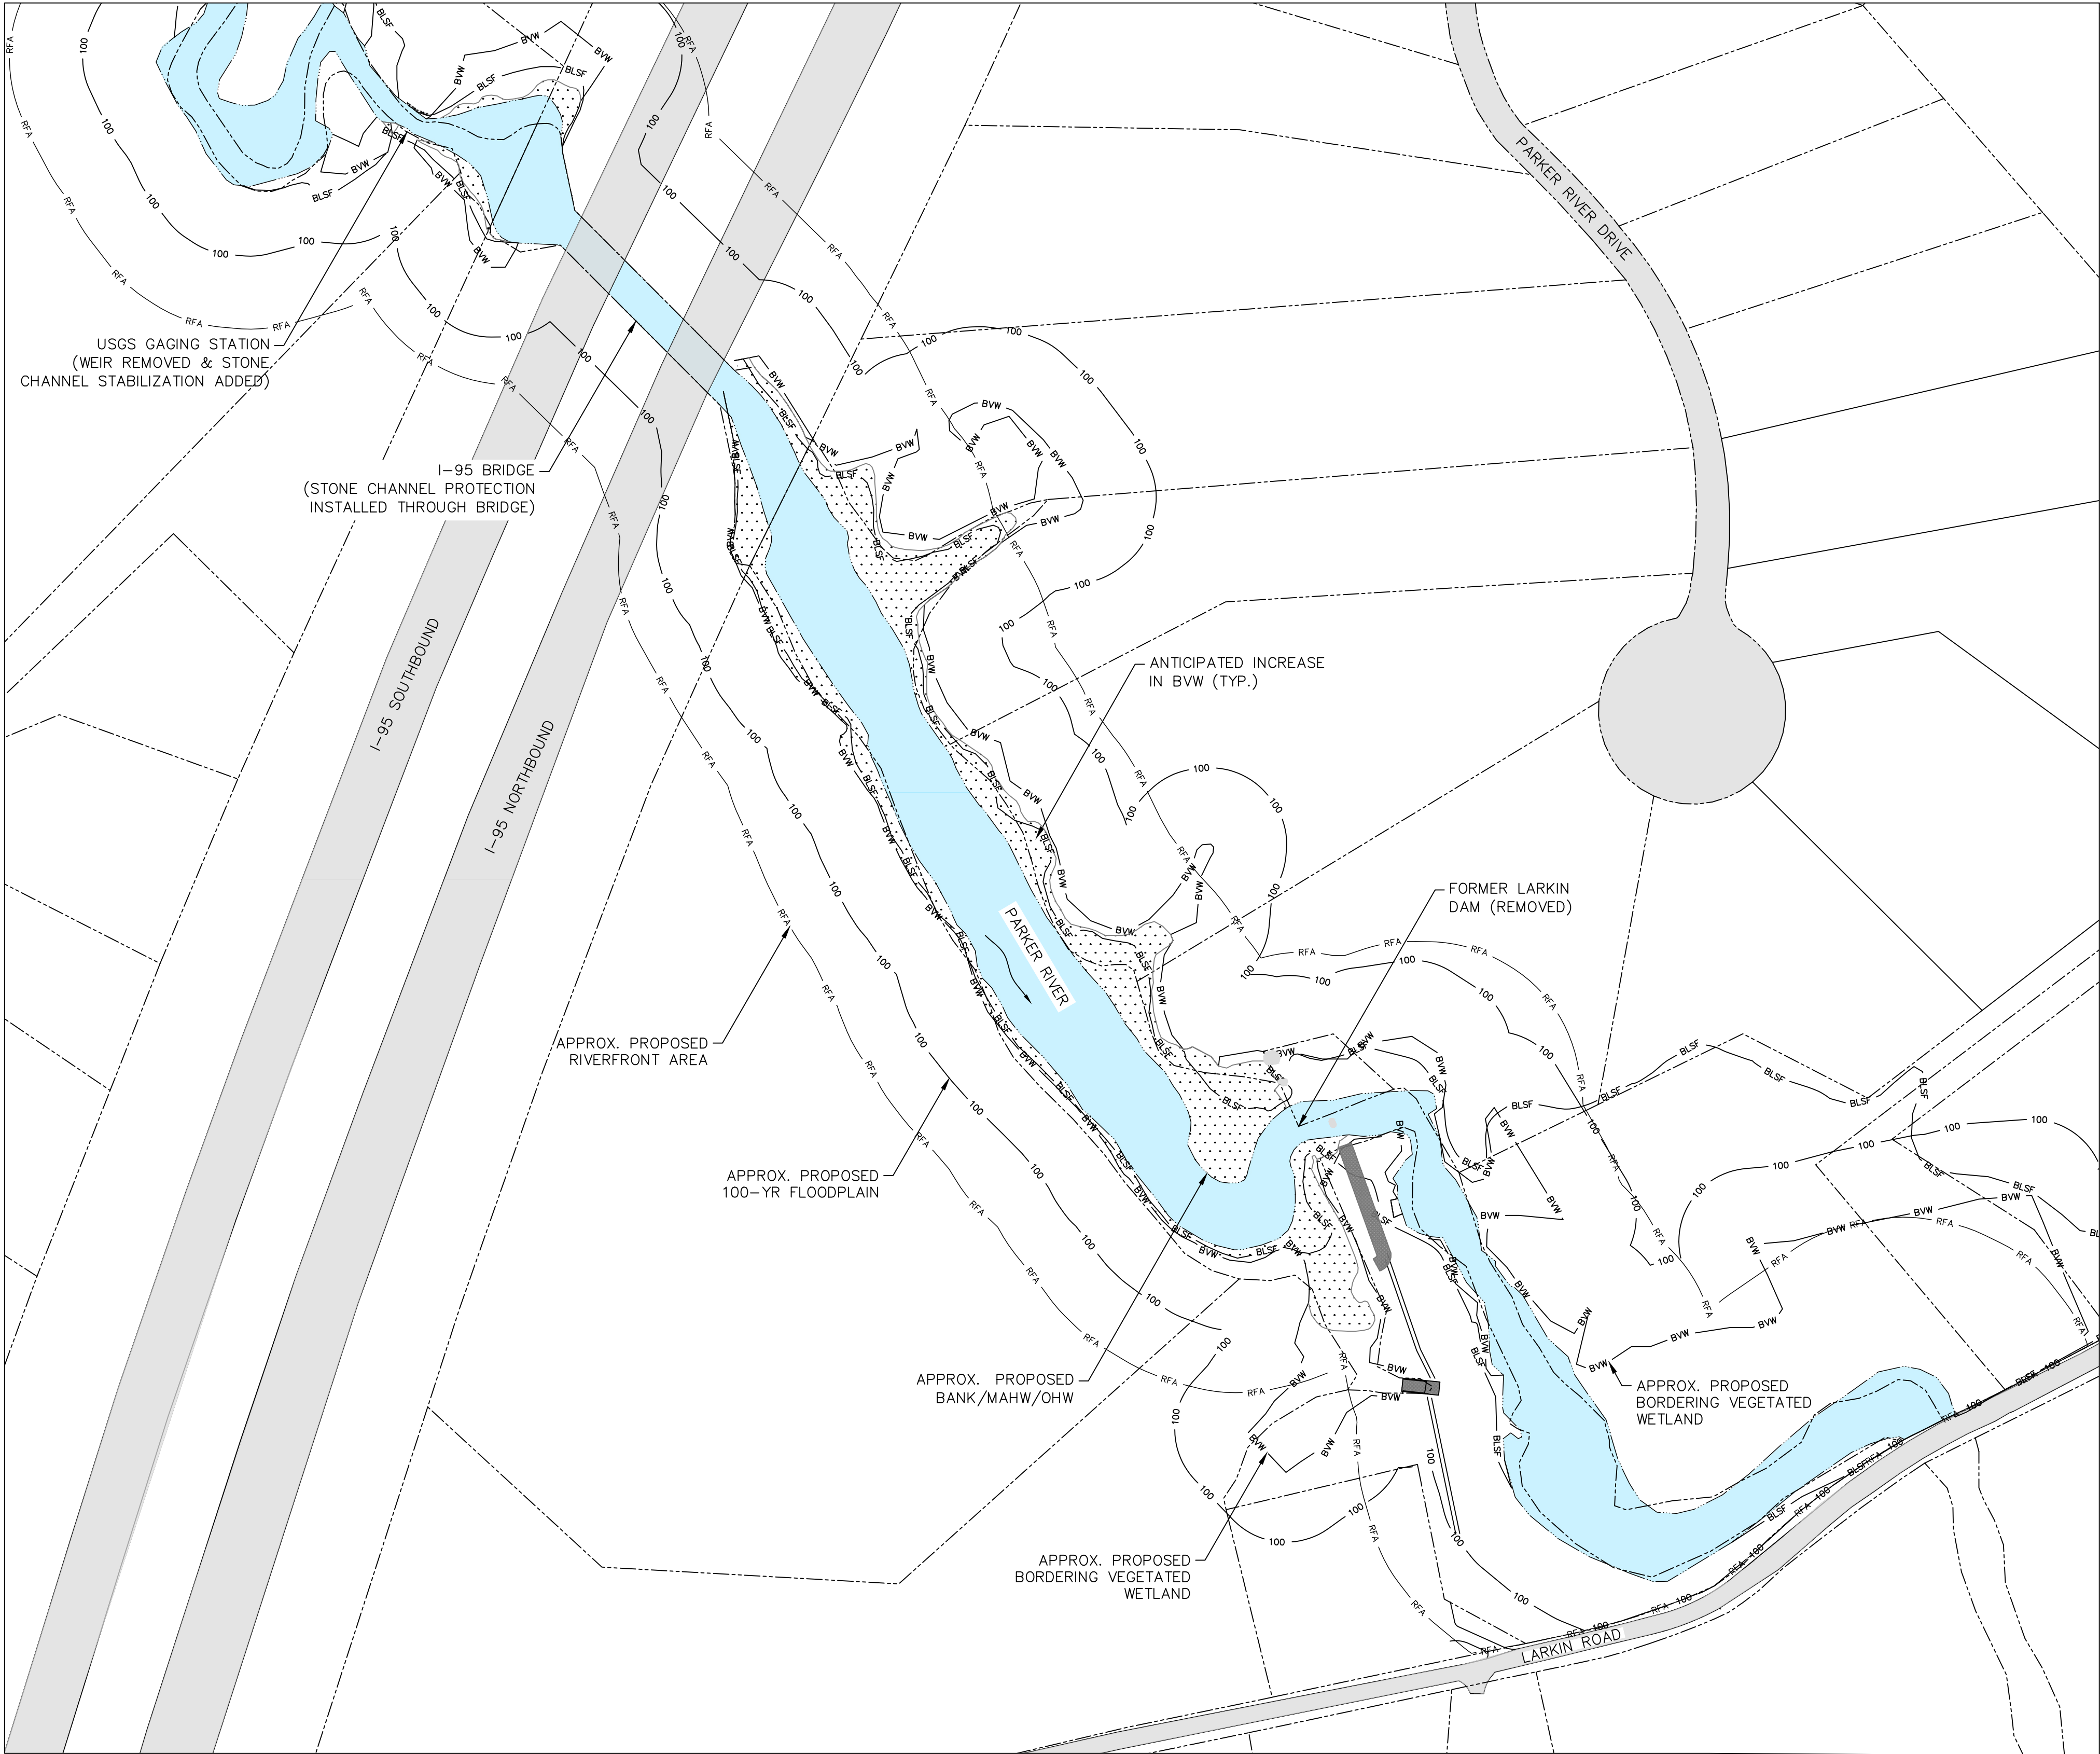 USGS GAGING STATION
(WEIR REMOVED & STONE
CHANNEL STABILIZATION ADDED)
I-95 BRIDGE
(STONE CHANNEL PROTECTION
INSTALLED THROUGH BRIDGE)
I-95 SOUTHBOUND
I-95 NORTHBOUND
PARKER RIVER DRIVE
ANTICIPATED INCREASE
IN BVW (TYP.)
FORMER LARKIN
DAM (REMOVED)
PARKER RIVER
APPROX. PROPOSED
RIVERFRONT AREA
APPROX. PROPOSED
100-YR FLOODPLAIN
APPROX. PROPOSED
BANK/MAHW/OHW
APPROX. PROPOSED
BORDERING VEGETATED
WETLAND
APPROX. PROPOSED
BORDERING VEGETATED
WETLAND
LARKIN ROAD
RFA
100
BVW
BLSF